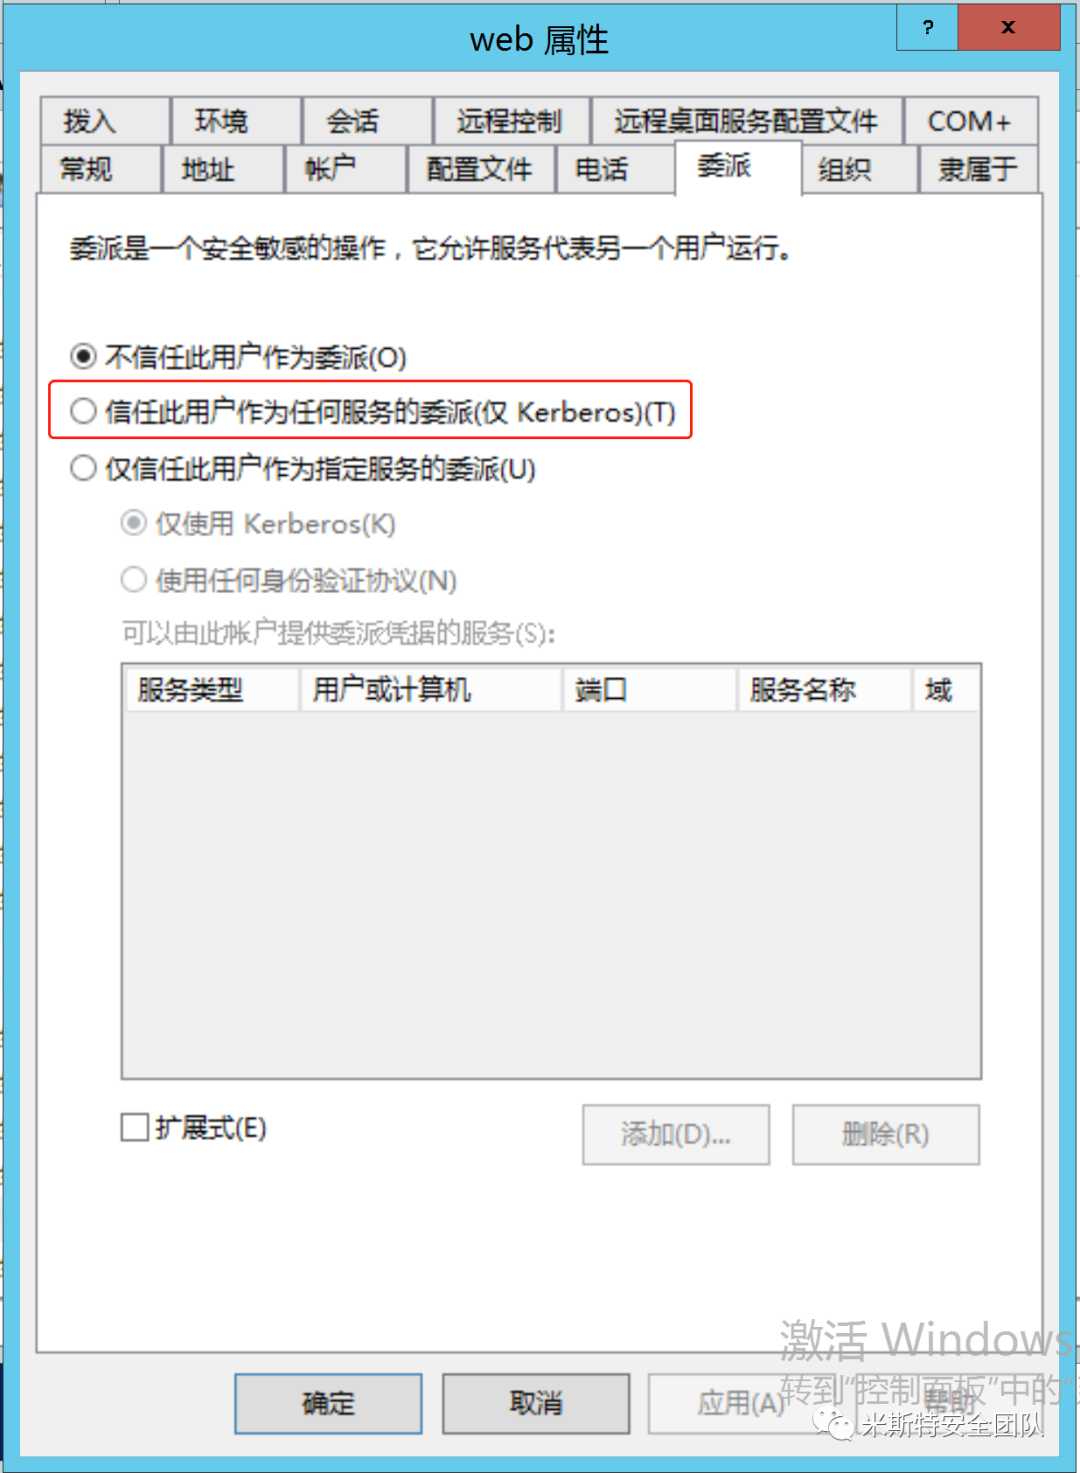 web 属性
?
x
拨入 环境 会话 远程控制 远程桌面服务配置文件 COM+
常规 地址 帐户 配置文件 电话 委派 组织 隶属于
委派是一个安全敏感的操作，它允许服务代表另一个用户运行。
不信任此用户作为委派(O)
信任此用户作为任何服务的委派(仅 Kerberos)(T)
仅信任此用户作为指定服务的委派(U)
仅使用 Kerberos(K)
使用任何身份验证协议(N)
可以由此帐户提供委派凭据的服务(S):
服务类型 用户或计算机 端口 服务名称 域
扩展式(E)
添加(D)...
删除(R)
激活 Windows
转到"控制面板"中的"
确定 取消 应用(A) 帮助
米斯特安全团队